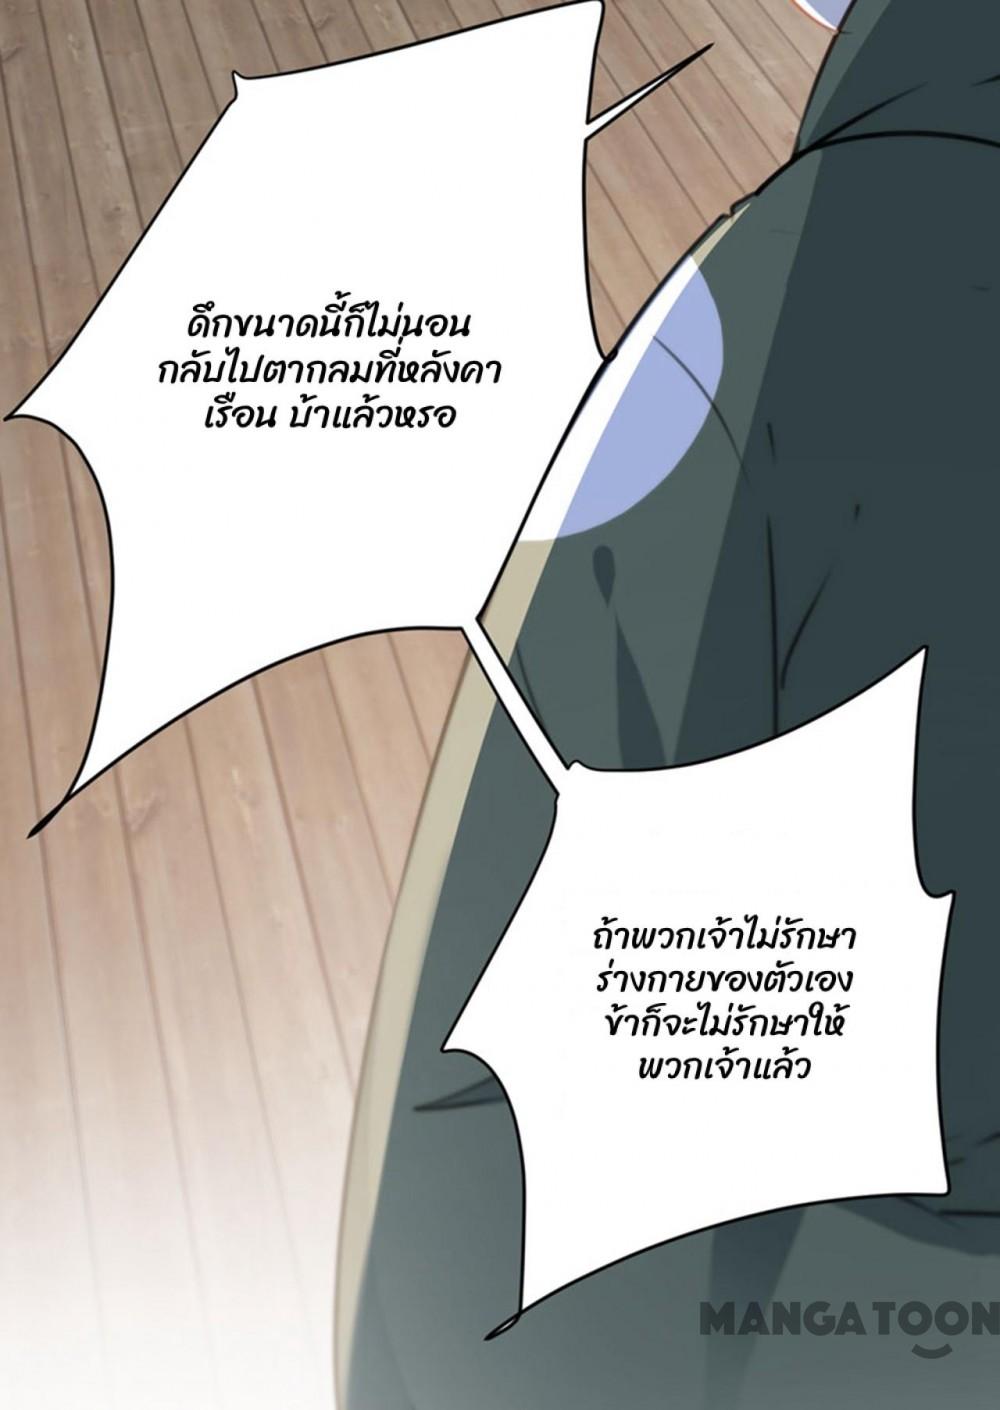 ดึกขนาดนี้ก็ไม่นอน
กลับไปตากลมที่หลังคา
เรือน บ้าแล้วหรอ
ถ้าพวกเจ้าไม่รักษา
ร่างกายของตัวเอง
ข้าก็จะไม่รักษาให้
พวกเจ้าแล้ว
MANGATOON